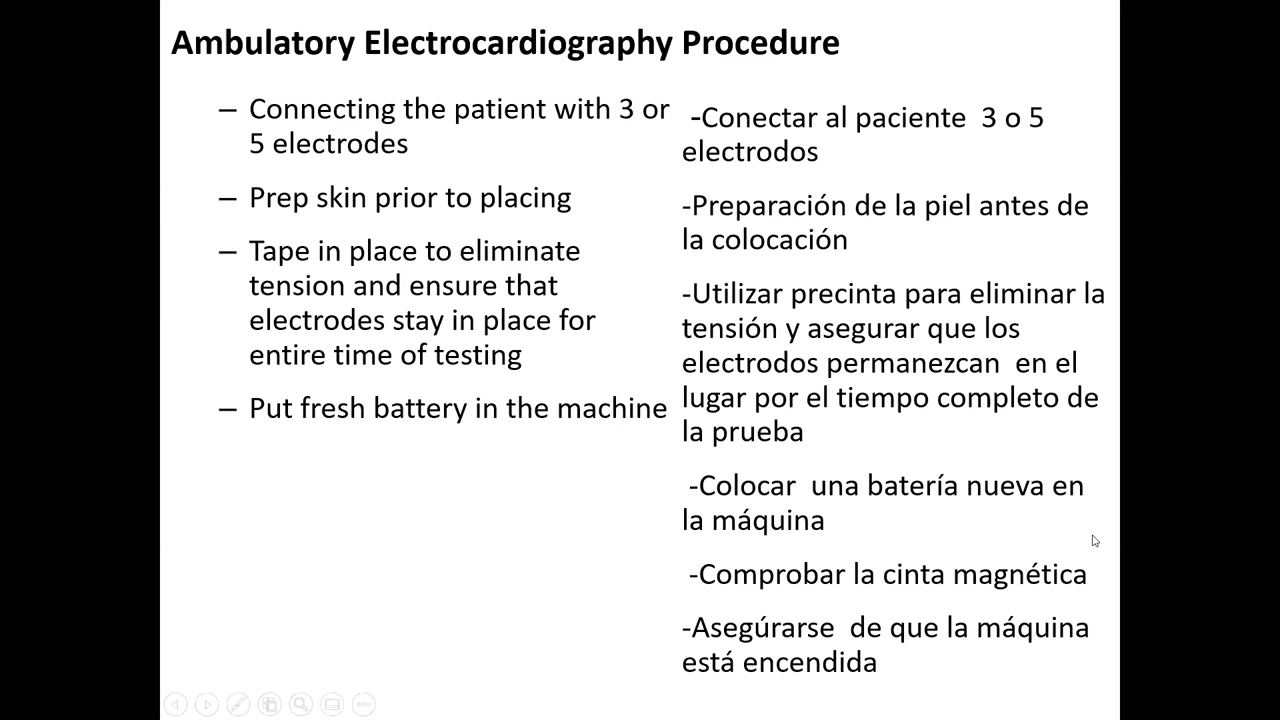 Ambulatory Electrocardiography Procedure
– Connecting the patient with 3 or
5 electrodes
– Prep skin prior to placing
– Tape in place to eliminate
tension and ensure that
electrodes stay in place for
entire time of testing
– Put fresh battery in the machine
-Conectar al paciente 3 o 5
electrodos
-Preparación de la piel antes de
la colocación
-Utilizar precinta para eliminar la
tensión y asegurar que los
electrodos permanezcan en el
lugar por el tiempo completo de
la prueba
-Colocar una batería nueva en
la máquina
-Comprobar la cinta magnética
-Asegúrarse de que la máquina
está encendida